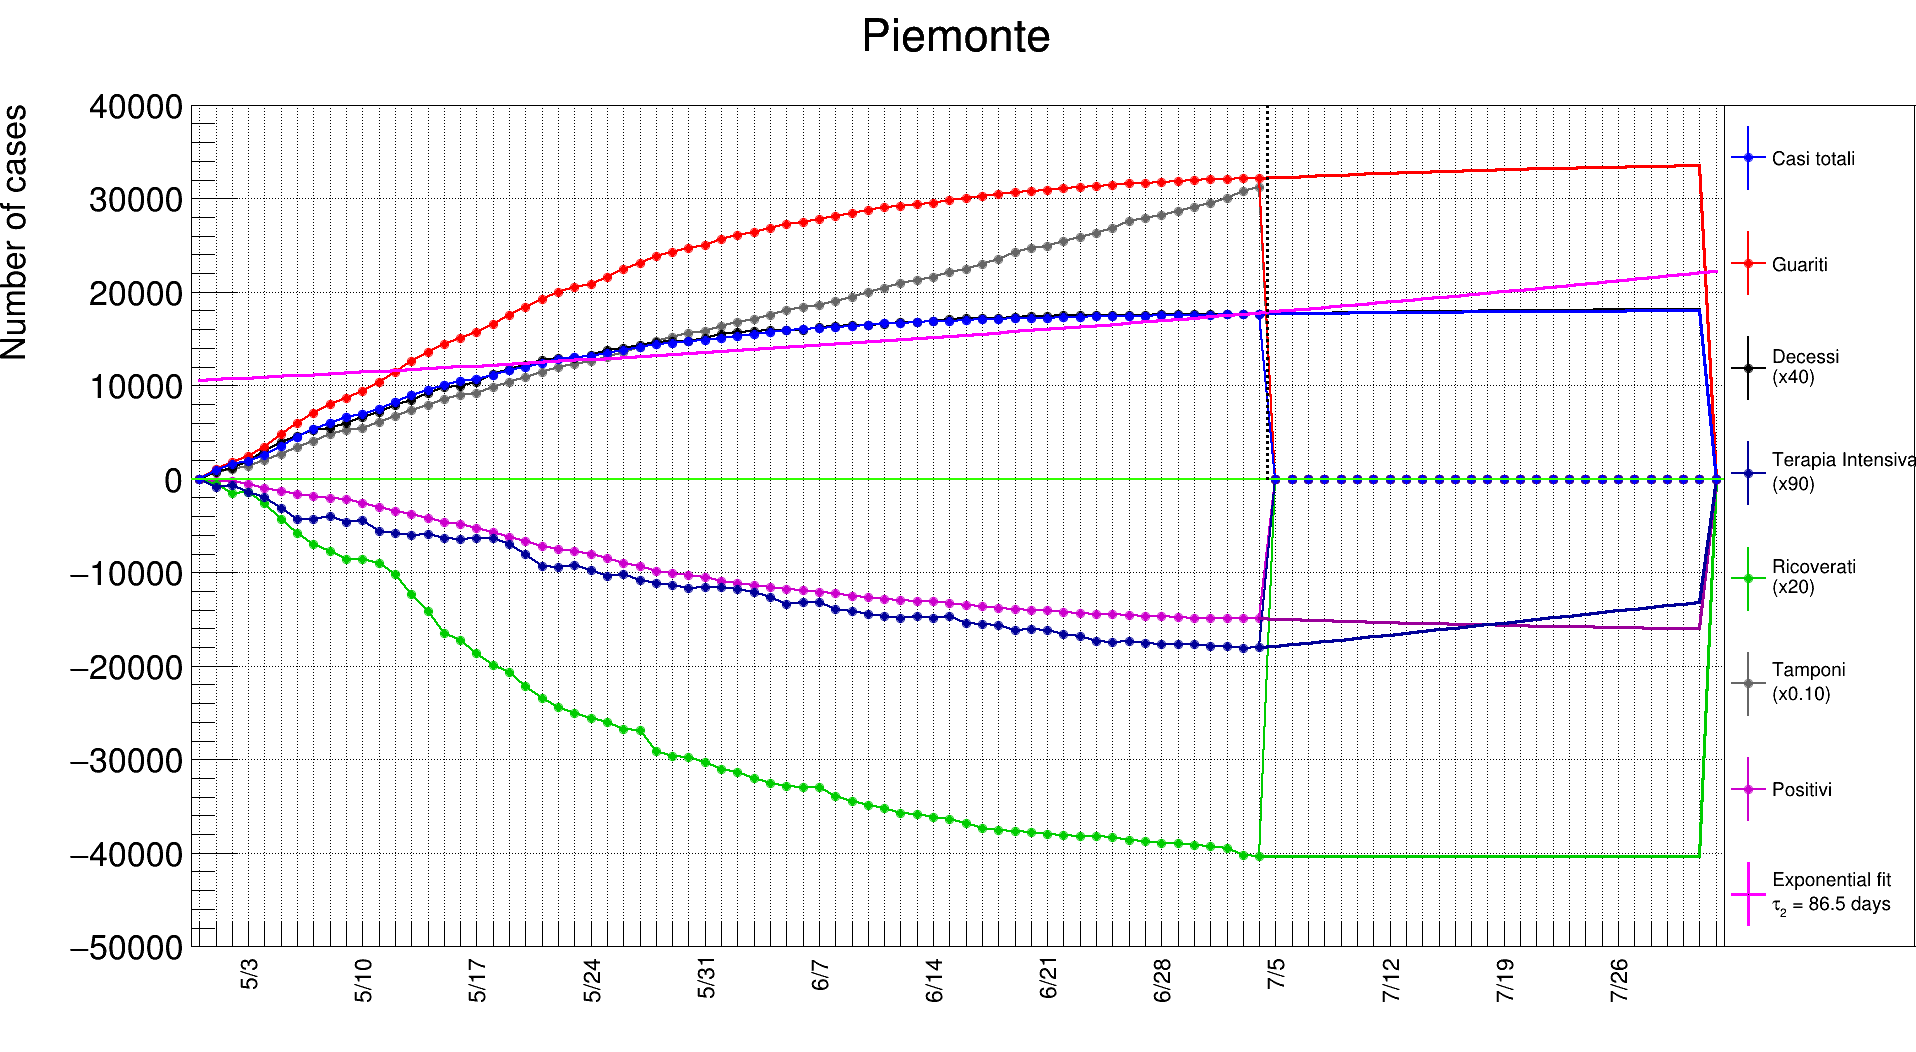 Piemonte
Number of cases
40000
30000
20000
10000
0
−10000
−20000
−30000
−40000
−50000
5/3
5/10
5/17
5/24
5/31
6/7
6/14
6/21
6/28
7/5
7/12
7/19
7/26
Casi totali
Guariti
Decessi
(x40)
Terapia Intensiva
(x90)
Ricoverati
(x20)
Tamponi
(x0.10)
Positivi
Exponential fit
τ2 = 86.5 days